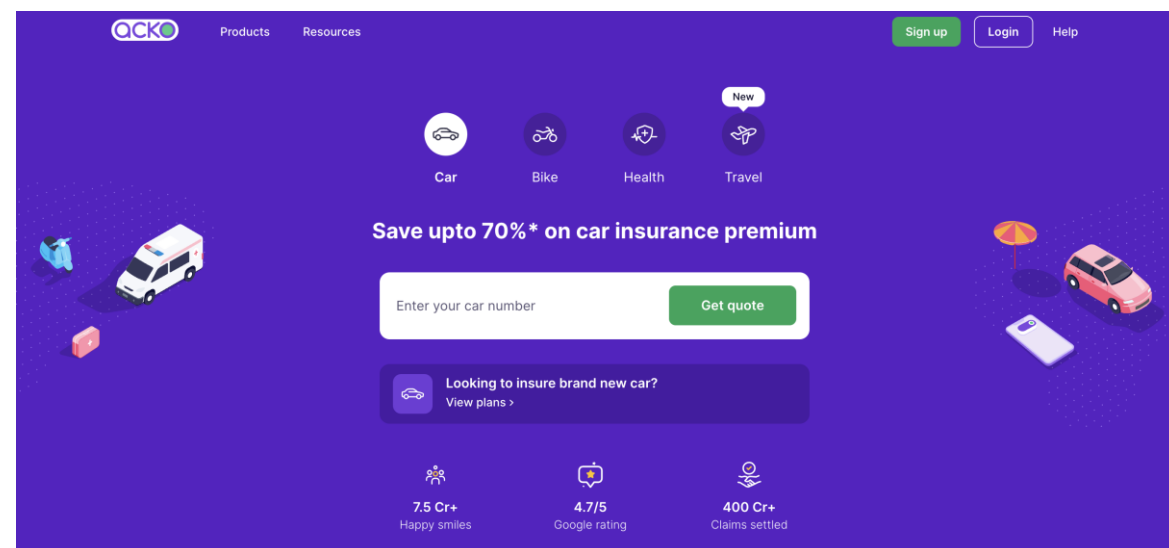 ACKO
Products
Resources
Sign up
Login
Help
New
Car
Bike
Health
Travel
Save upto 70%* on car insurance premium
Enter your car number
Get quote
Looking to insure brand new car?
View plans >
7.5 Cr+
4.7/5
400 Cr+
Happy smiles
Google rating
Claims settled